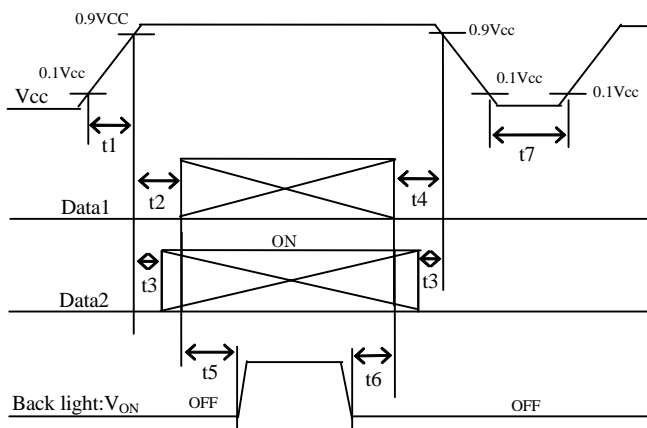 0.9VCC
0.9Vcc
0.1Vcc
0.1Vcc
0.1Vcc
Vcc
t1
t7
t2
t4
Data1
ON
t3
t3
Data2
t5
t6
Back light:VON
OFF
OFF